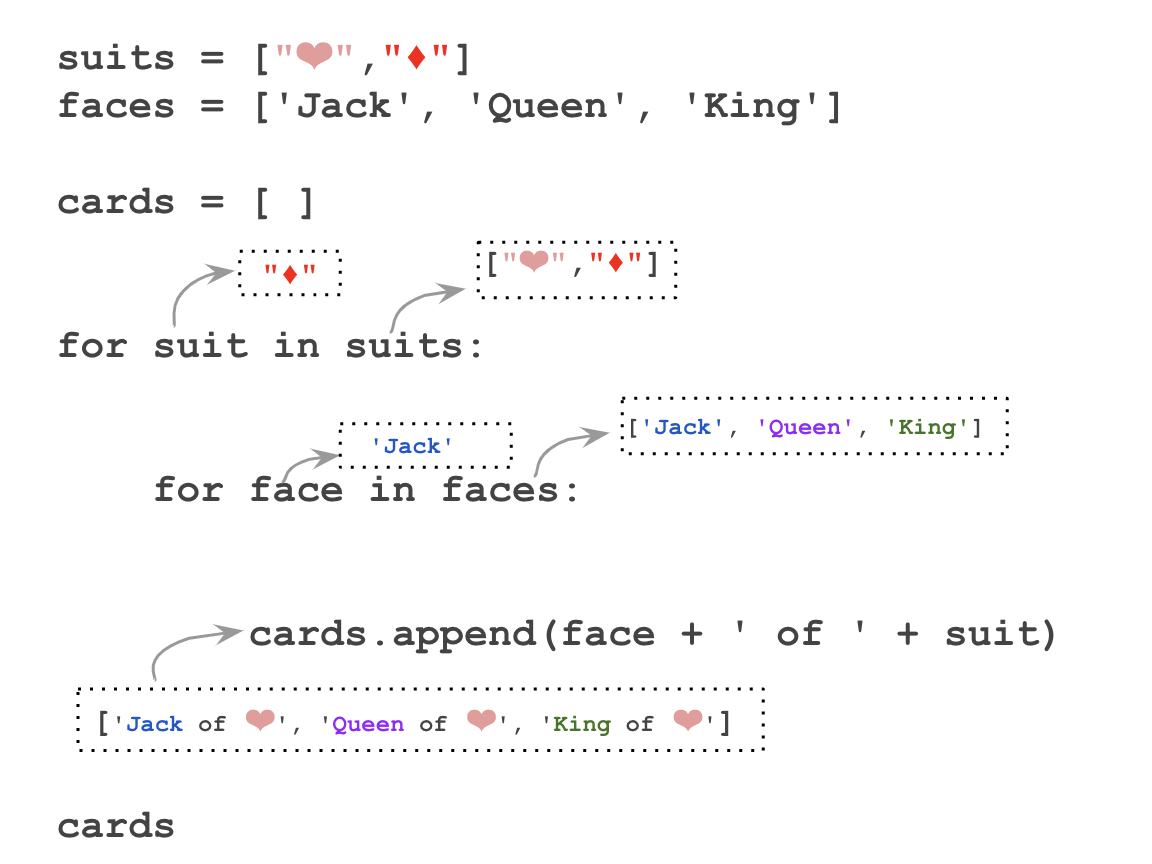 suits = ["❤","♦"]
faces = ['Jack', 'Queen', 'King']
cards = [ ]
"♦"
["❤","♦"]
for suit in suits:
'Jack'
['Jack', 'Queen', 'King']
for face in faces:
cards.append(face + ' of ' + suit)
['Jack of ❤', 'Queen of ❤', 'King of ❤']
cards